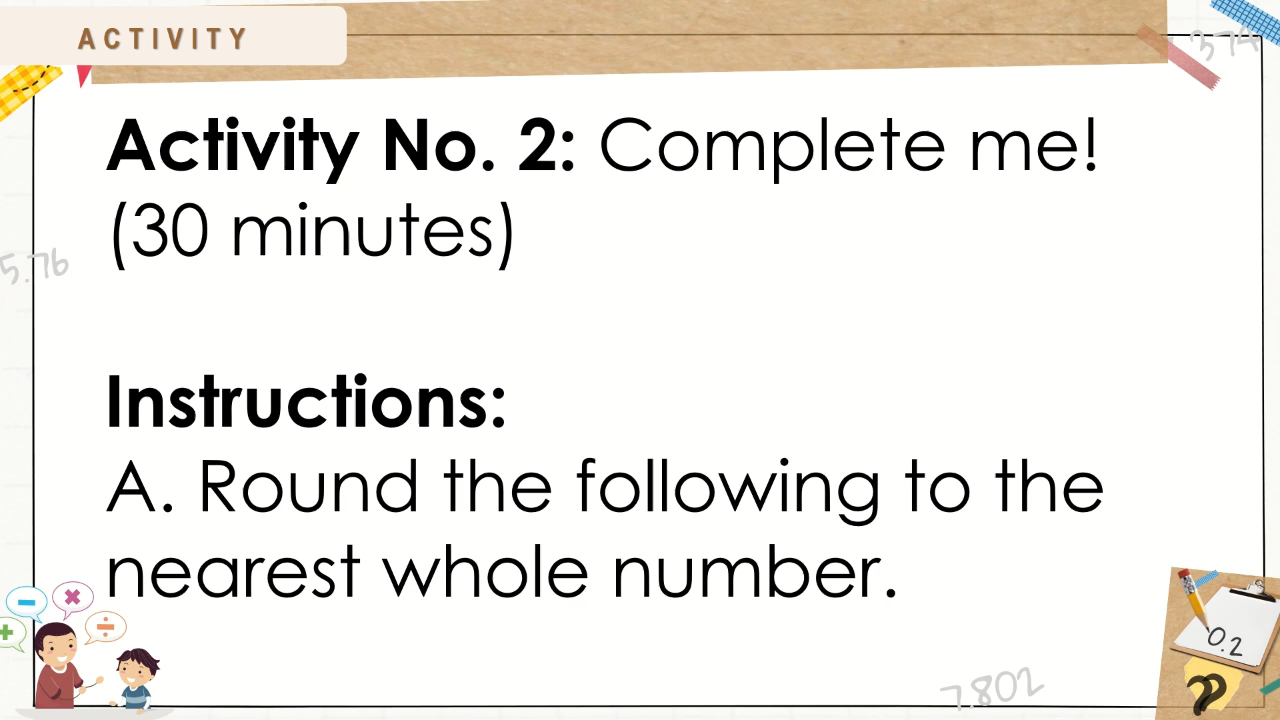 ACTIVITY
.374
Activity No. 2: Complete me!
(30 minutes)
5.76
Instructions:
A. Round the following to the
nearest whole number.
0.2
7.802